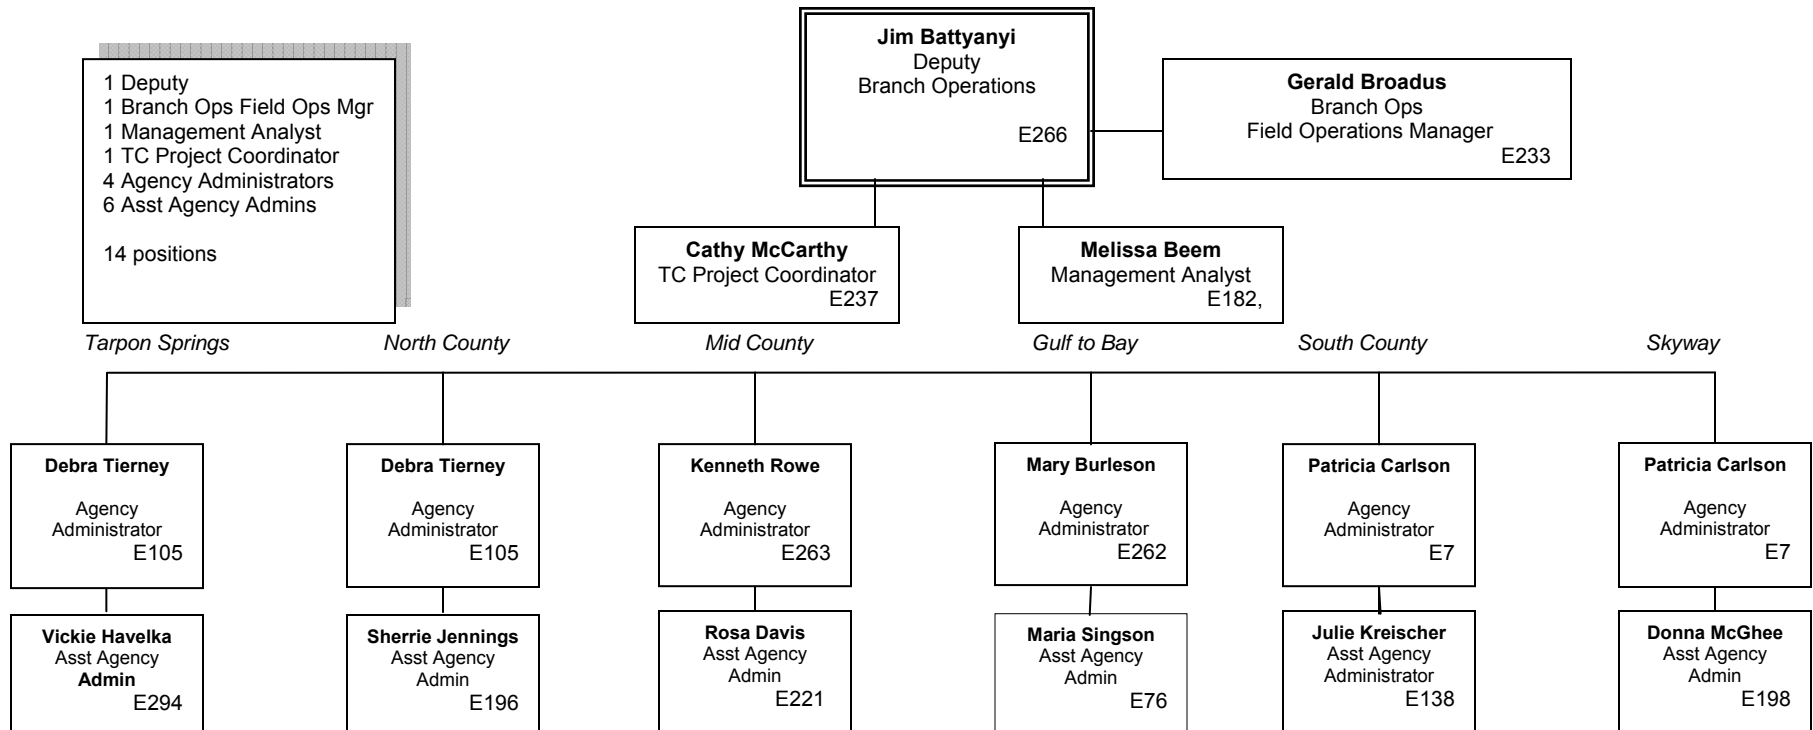 1 Deputy
1 Branch Ops Field Ops Mgr
1 Management Analyst
1 TC Project Coordinator
4 Agency Administrators
6 Asst Agency Admins
14 positions
Jim Battyanyi
Deputy
Branch Operations
E266
Gerald Broadus
Branch Ops
Field Operations Manager
E233
Cathy McCarthy
TC Project Coordinator
E237
Melissa Beem
Management Analyst
E182,
Tarpon Springs
North County
Mid County
Gulf to Bay
South County
Skyway
Debra Tierney
Agency
Administrator
E105
Debra Tierney
Agency
Administrator
E105
Kenneth Rowe
Agency
Administrator
E263
Mary Burleson
Agency
Administrator
E262
Patricia Carlson
Agency
Administrator
E7
Patricia Carlson
Agency
Administrator
E7
Vickie Havelka
Asst Agency
Admin
E294
Sherrie Jennings
Asst Agency
Admin
E196
Rosa Davis
Asst Agency
Admin
E221
Maria Singson
Asst Agency
Admin
E76
Julie Kreischer
Asst Agency
Administrator
E138
Donna McGhee
Asst Agency
Admin
E198